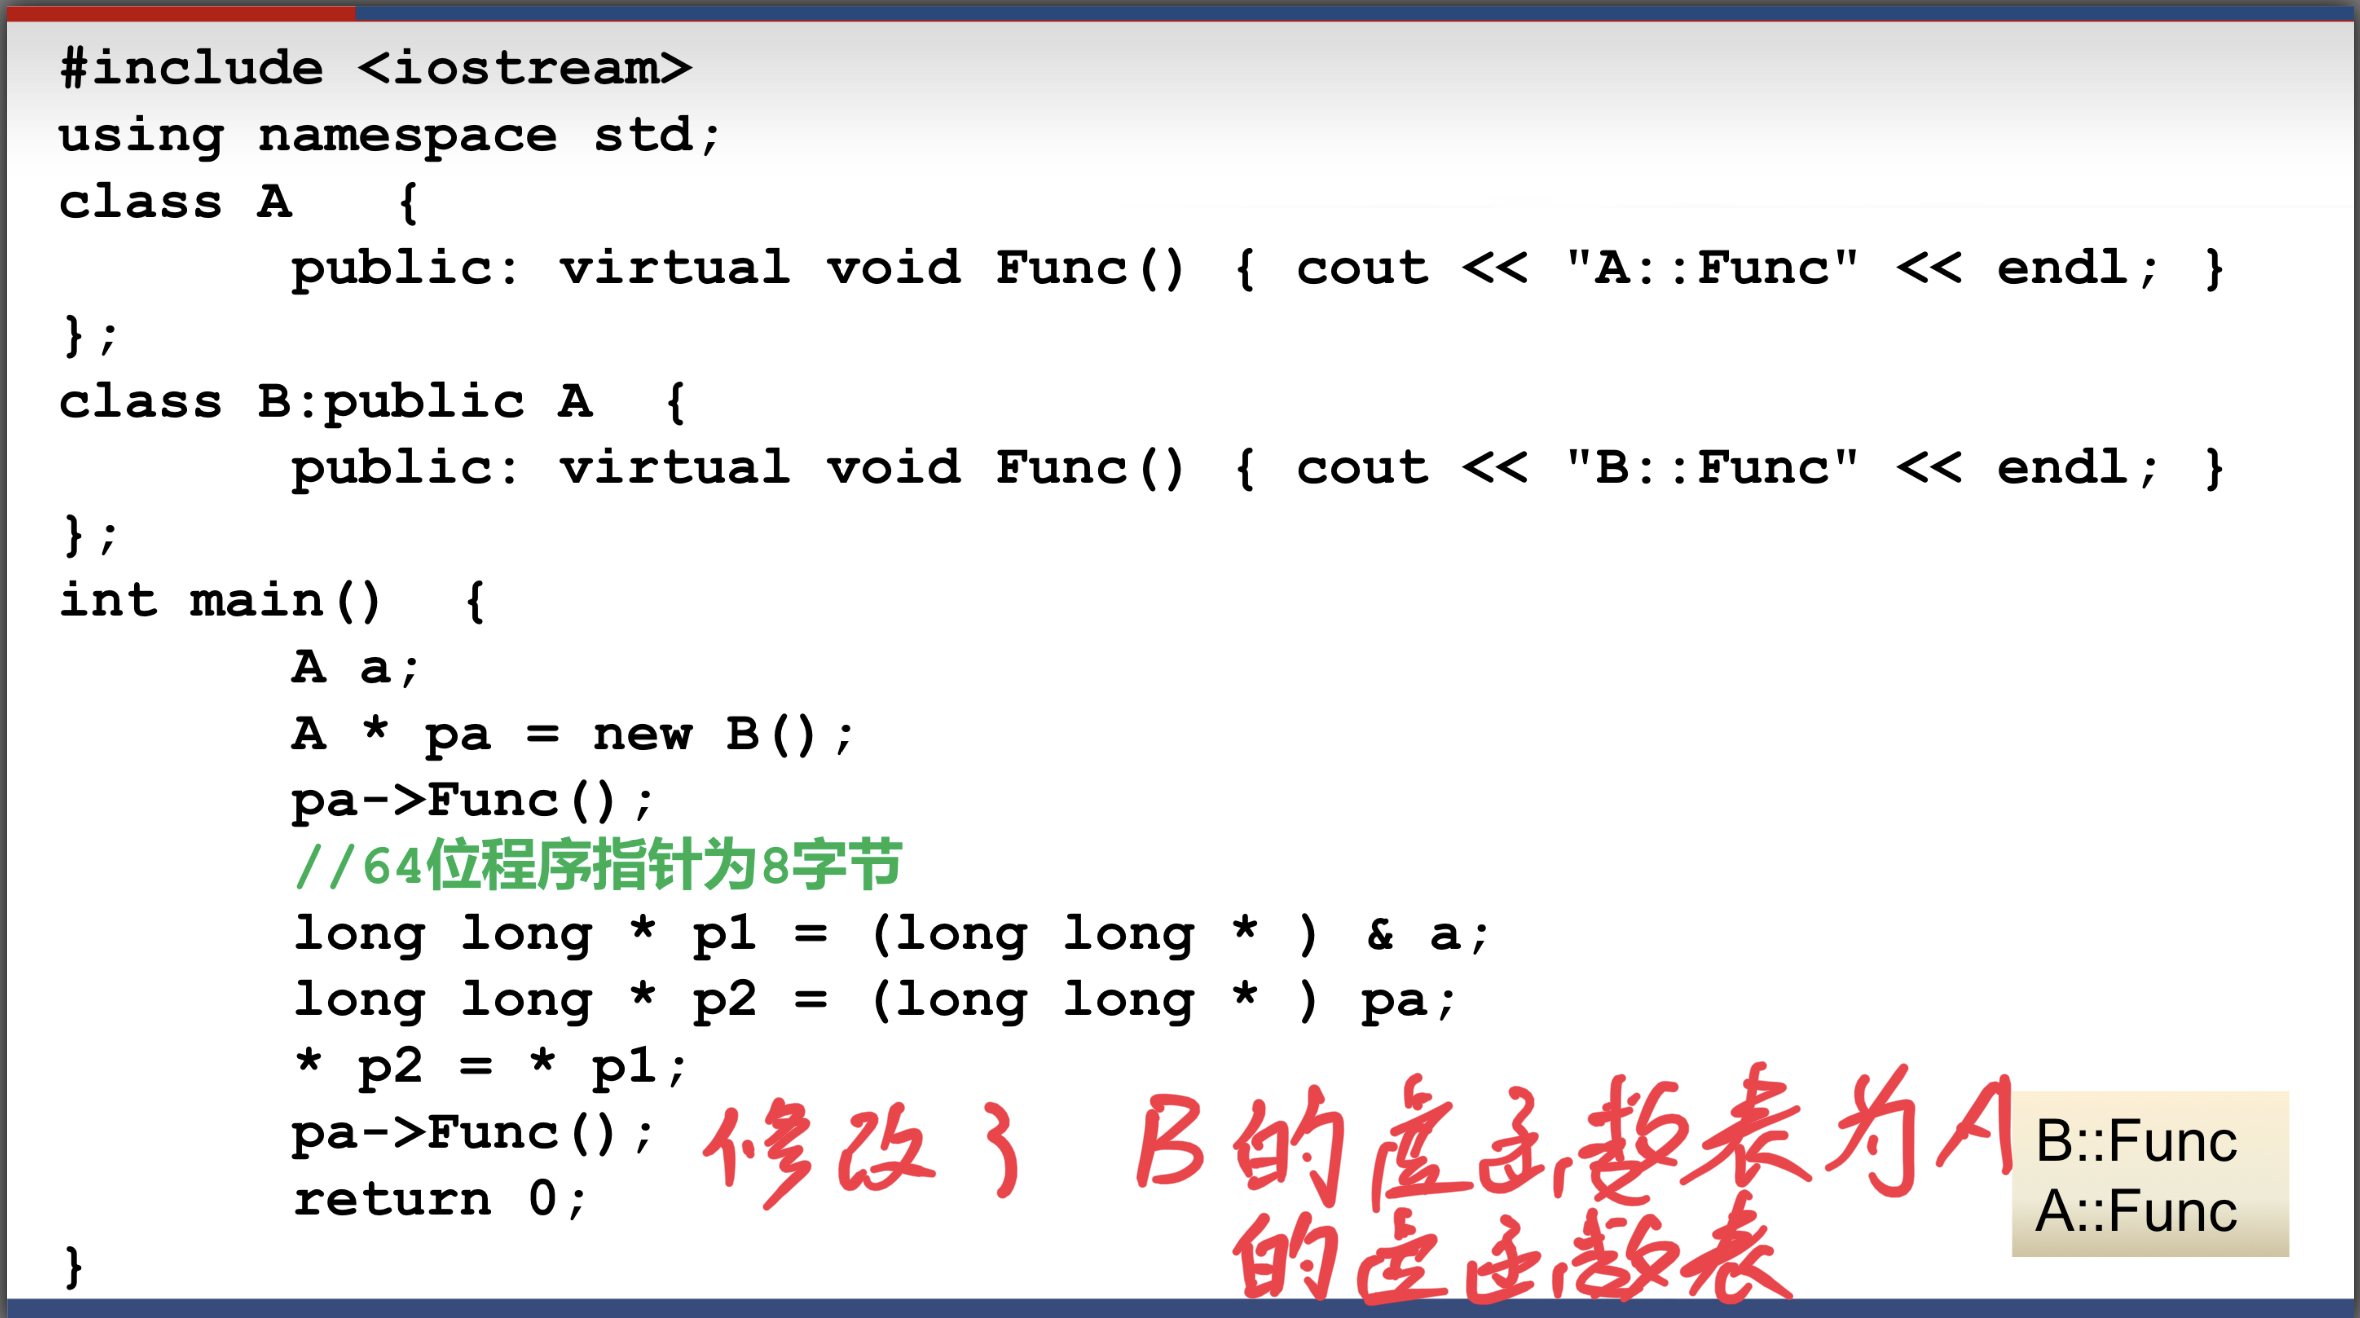 #include <iostream>
using namespace std;
class A   {
       public: virtual void Func() { cout << "A::Func" << endl; }
};
class B:public A  {
       public: virtual void Func() { cout << "B::Func" << endl; }
};
int main()  {
       A a;
       A * pa = new B();
       pa->Func();
       //64位程序指针为8字节
       long long * p1 = (long long * ) & a;
       long long * p2 = (long long * ) pa;
       * p2 = * p1;
       pa->Func();
       return 0;
}
修改了 B的虚函数表为A
的虚函数表
B::Func
A::Func